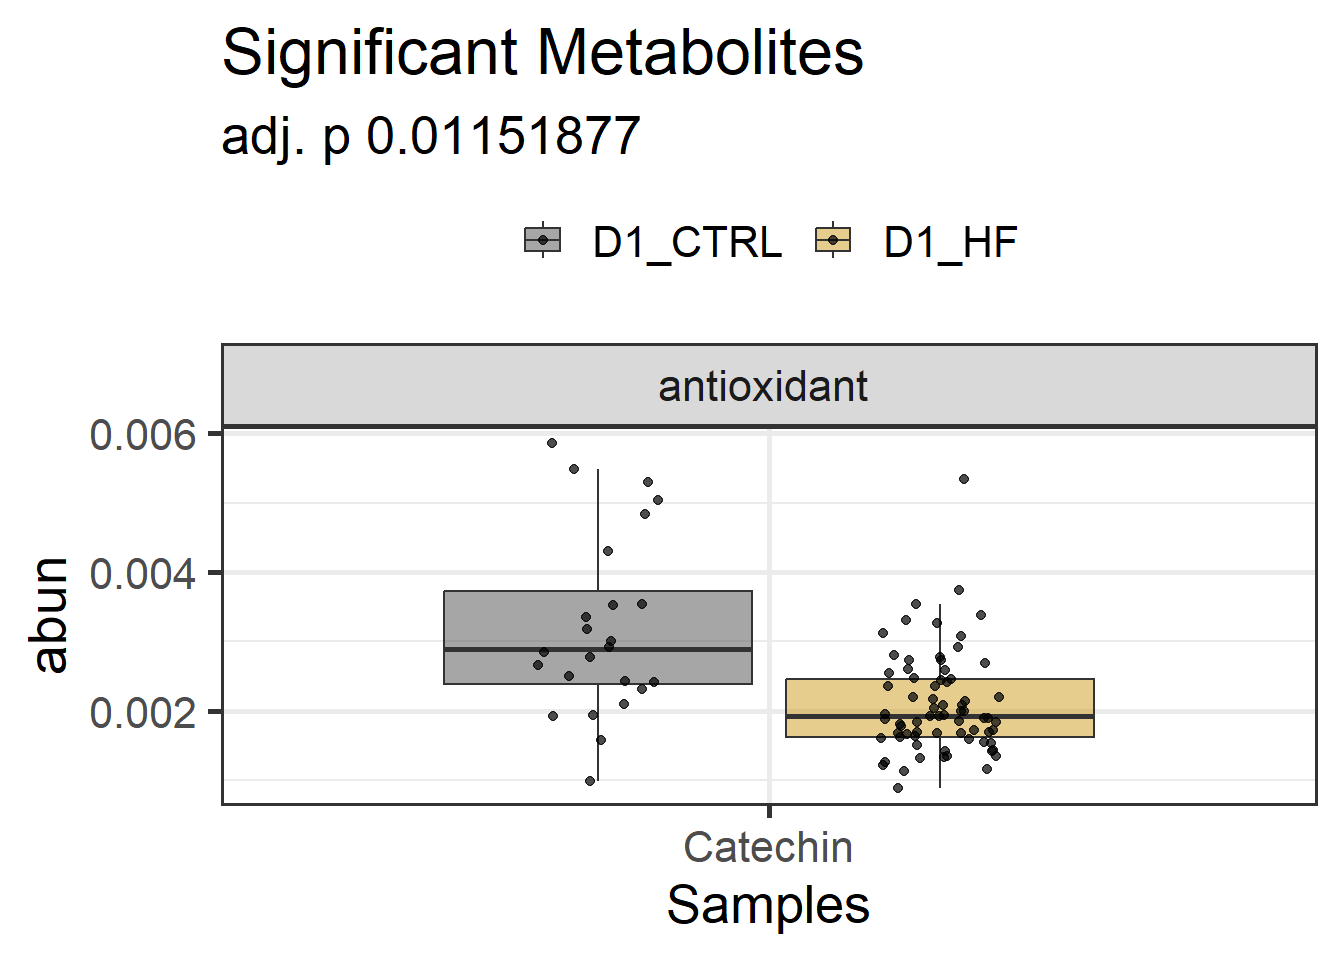 Significant Metabolites
adj. p 0.01151877
D1_CTRL D1_HF
antioxidant
0.006
0.004
0.002
abun
Catechin
Samples